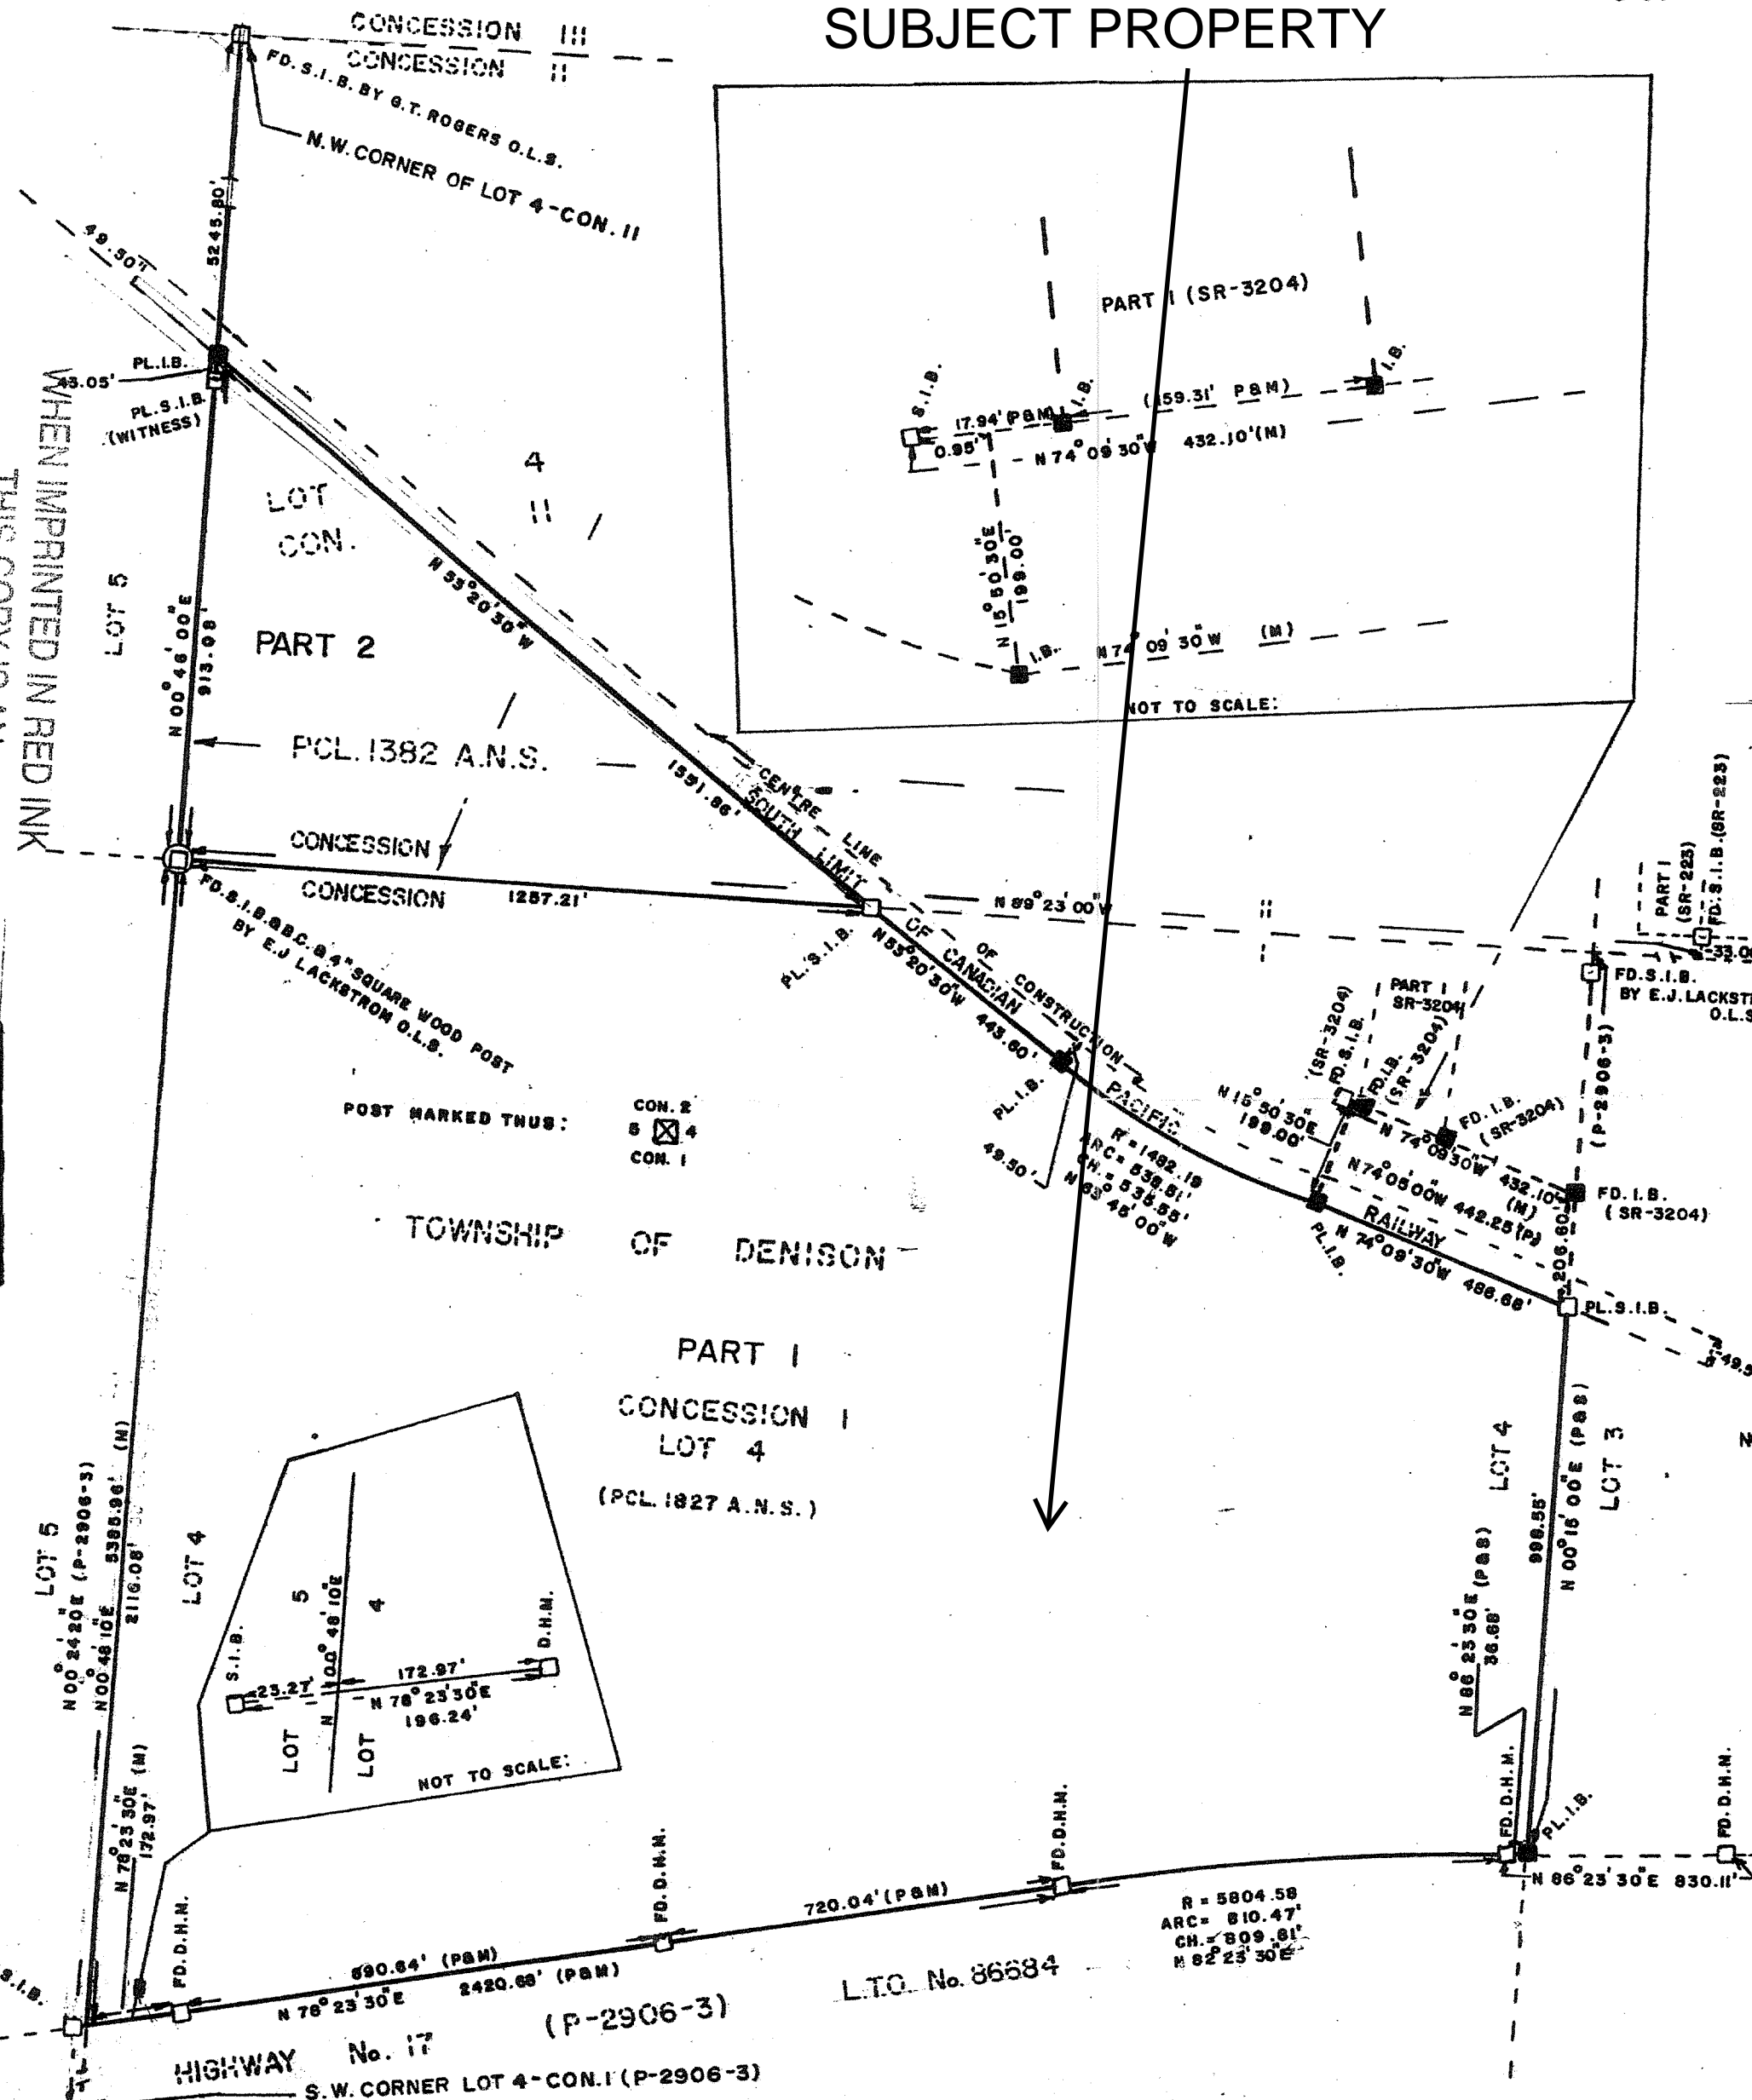 SUBJECT PROPERTY
CONCESSION III
CONCESSION II
FD. S.I.B. BY G.T. ROGERS O.L.S.
N.W. CORNER OF LOT 4-CON. II
5245.80'
49.50'
PL.I.B.
43.05'
PL.S.I.B.
(WITNESS)
WHEN IMPRINTED IN RED INK
LOT 4
CON. II
LOT 5
N 00° 46' 00" E
913.08'
PART 2
N 53° 20' 30" W
1591.86'
PCL. 1382 A.N.S.
PART I (SR-3204)
S.I.B.
I.B.
I.B.
17.94' (P&M)
(159.31' P&M)
0.95'
N 74° 09' 30" W 432.10' (M)
N 15° 50' 30" E
199.00'
I.B.
N 74° 09' 30" W (M)
NOT TO SCALE:
CENTRE LINE OF CONSTRUCTION
SOUTH LIMIT OF CANADIAN PACIFIC RAILWAY
CONCESSION
CONCESSION
1257.21'
N 89° 23' 00" W
II
I
FD. S.I.B. & B.C. & 4" SQUARE WOOD POST
BY E.J LACKSTROM O.L.S.
PL.S.I.B.
N 53° 20' 30" W 443.60'
PL.I.B.
49.50'
R = 1482.19
ARC = 538.51'
CH. = 535.55'
N 63° 45' 00" W
POST MARKED THUS:
CON. 2
5 4
CON. 1
PART I
(SR-223)
FD. S.I.B. (SR-223)
FD. S.I.B.
BY E.J. LACKST
O.L.S
(P-2906-3)
PART I
SR-3204
(SR-3204)
FD. S.I.B.
FD. I.B.
(SR-3204)
FD. I.B.
(SR-3204)
N 15° 50' 30" E
199.00'
N 74° 09' 30" W 432.10'
(M)
N 74° 05' 00" W 442.25' (P)
FD. I.B.
(SR-3204)
206.60'
PL.I.B.
N 74° 09' 30" W 486.68'
PL.S.I.B.
TOWNSHIP OF DENISON
PART I
CONCESSION I
LOT 4
(PCL. 1827 A.N.S.)
LOT 5
N 00° 24' 20" E (P-2906-3)
N 00° 48' 10" E 5385.96' (M)
2116.08'
LOT 4
LOT 5
LOT 4
N 00° 48' 10" E
S.I.B.
D.H.M.
23.27'
172.97'
N 78° 23' 30" E
196.24'
NOT TO SCALE:
LOT 4
LOT 3
998.55'
N 00° 15' 00" E (P&S)
N 86° 23' 30" E (P&S)
36.68'
N 78° 23' 30" E (M)
172.97'
FD. D.H.M.
FD. D.H.M.
FD. D.H.M.
FD. D.H.M.
PL.I.B.
FD. D.H.M.
N 86° 23' 30" E 830.11'
S.I.B.
690.64' (P&M)
720.04' (P&M)
N 78° 23' 30" E
2420.68' (P&M)
R = 5804.58
ARC = 810.47'
CH. = 809.81'
N 82° 23' 30" E
L.T.O. No. 86684
HIGHWAY No. 17
(P-2906-3)
S.W. CORNER LOT 4-CON. I (P-2906-3)